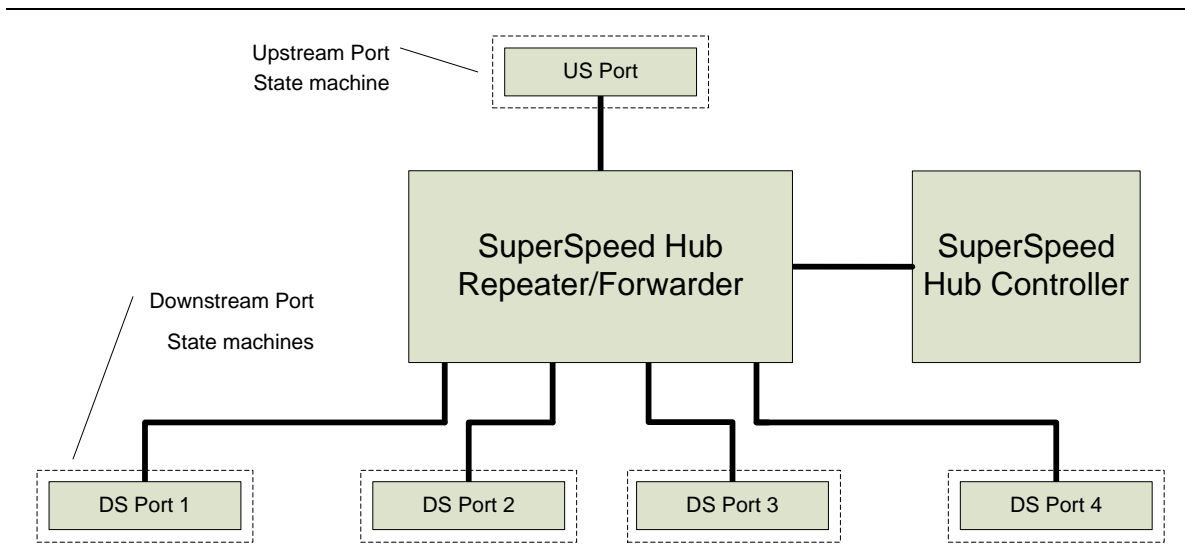 Upstream Port
State machine
US Port
SuperSpeed Hub
Repeater/Forwarder
SuperSpeed
Hub Controller
Downstream Port
State machines
DS Port 1
DS Port 2
DS Port 3
DS Port 4